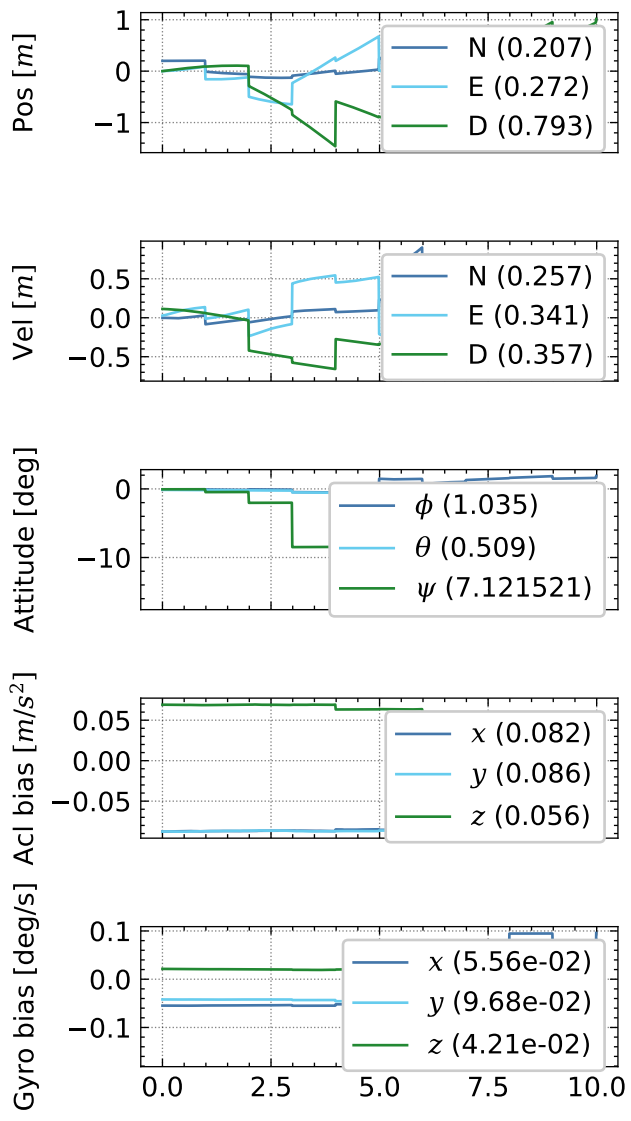 Pos [m]
1
0
−1
N (0.207)
E (0.272)
D (0.793)
Vel [m]
0.5
0.0
−0.5
N (0.257)
E (0.341)
D (0.357)
Attitude [deg]
0
−10
ϕ (1.035)
θ (0.509)
ψ (7.121521)
Acl bias [m/s²]
0.05
0.00
−0.05
x (0.082)
y (0.086)
z (0.056)
Gyro bias [deg/s]
0.1
0.0
−0.1
x (5.56e-02)
y (9.68e-02)
z (4.21e-02)
0.0 2.5 5.0 7.5 10.0